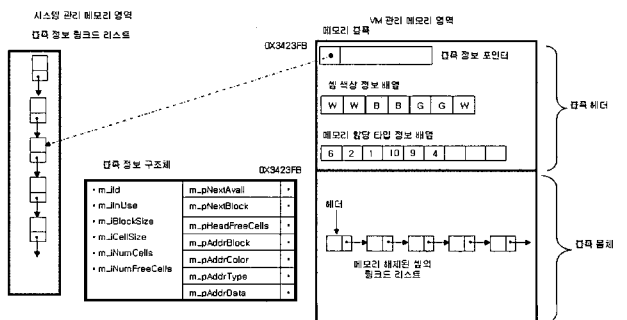 시스템 관리 메모리 영역
블록 정보 링크드 리스트
VM 관리 메모리 영역
메모리 블록
0X3423FB
블록 정보 포인터
셀 색상 정보 배열
W W B B G G W
메모리 할당 타입 정보 배열
6 2 1 10 9 4
블록 헤더
블록 정보 구조체
0X3423FB
• m_iId
• m_iInUse
• m_iBlockSize
• m_iCellSize
• m_iNumCells
• m_iNumFreeCells
m_pNextAvail
m_pNextBlock
m_pHeadFreeCells
m_pAddrBlock
m_pAddrColor
m_pAddrType
m_pAddrData
헤더
메모리 해제된 셀의
링크드 리스트
블록 몸체